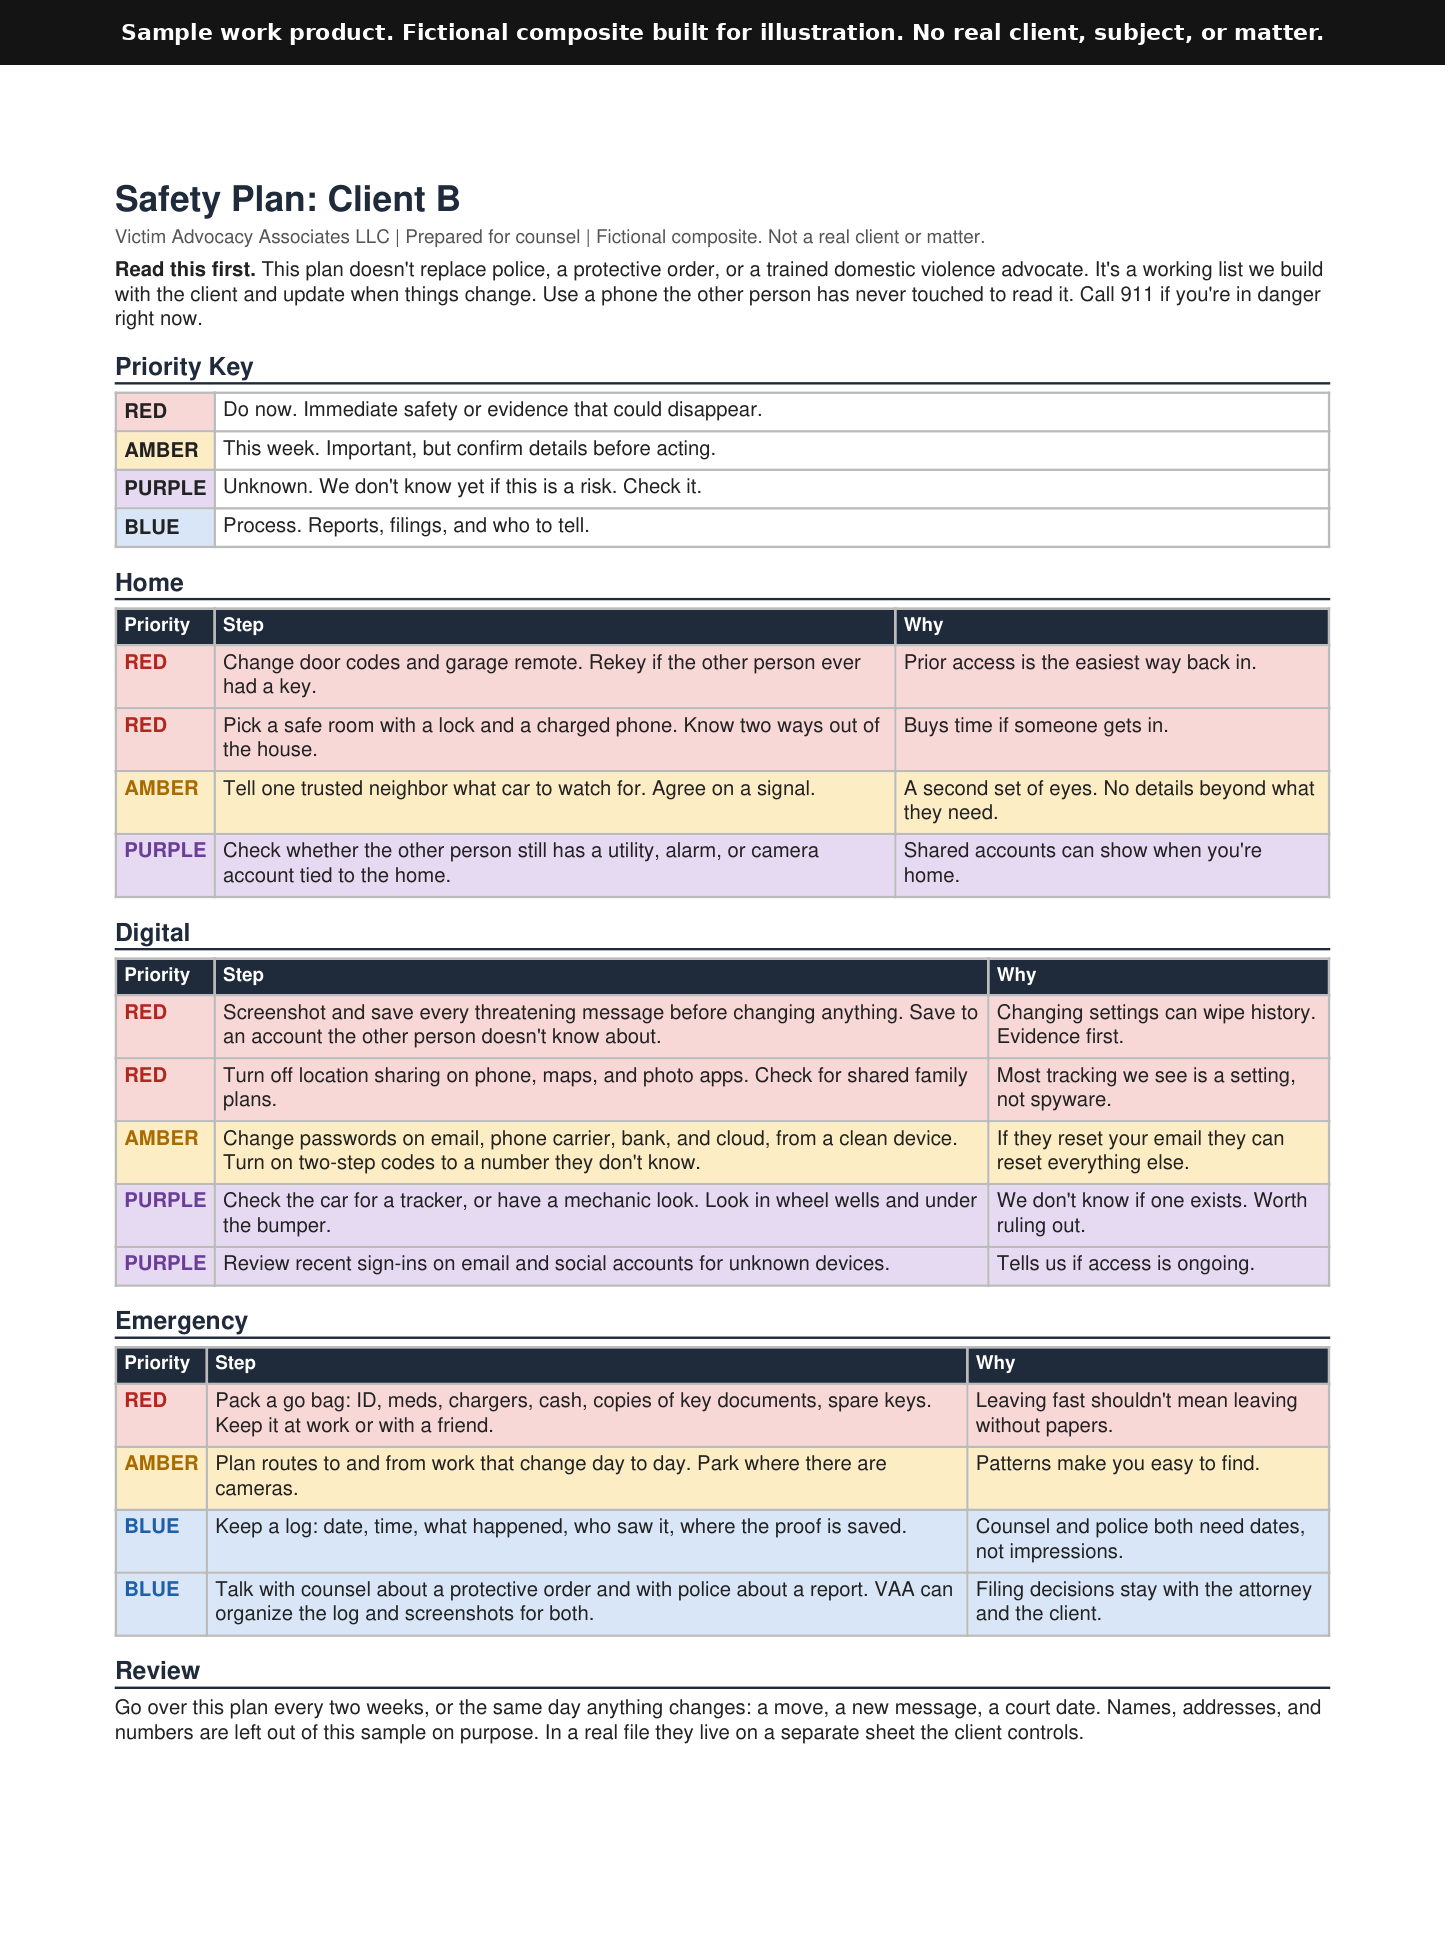 Sample work product. Fictional composite built for illustration. No real client, subject, or matter.
Safety Plan: Client B
Victim Advocacy Associates LLC | Prepared for counsel | Fictional composite. Not a real client or matter.
Read this first. This plan doesn't replace police, a protective order, or a trained domestic violence advocate. It's a working list we build
with the client and update when things change. Use a phone the other person has never touched to read it. Call 911 if you're in danger
right now.
Priority Key
RED Do now. Immediate safety or evidence that could disappear.
AMBER This week. Important, but confirm details before acting.
PURPLE Unknown. We don't know yet if this is a risk. Check it.
BLUE Process. Reports, filings, and who to tell.
Home
Priority Step Why
RED Change door codes and garage remote. Rekey if the other person ever Prior access is the easiest way back in.
had a key.
RED Pick a safe room with a lock and a charged phone. Know two ways out of Buys time if someone gets in.
the house.
AMBER Tell one trusted neighbor what car to watch for. Agree on a signal. A second set of eyes. No details beyond what
they need.
PURPLE Check whether the other person still has a utility, alarm, or camera Shared accounts can show when you're
account tied to the home. home.
Digital
Priority Step Why
RED Screenshot and save every threatening message before changing anything. Save to Changing settings can wipe history.
an account the other person doesn't know about. Evidence first.
RED Turn off location sharing on phone, maps, and photo apps. Check for shared family Most tracking we see is a setting,
plans. not spyware.
AMBER Change passwords on email, phone carrier, bank, and cloud, from a clean device. If they reset your email they can
Turn on two-step codes to a number they don't know. reset everything else.
PURPLE Check the car for a tracker, or have a mechanic look. Look in wheel wells and under We don't know if one exists. Worth
the bumper. ruling out.
PURPLE Review recent sign-ins on email and social accounts for unknown devices. Tells us if access is ongoing.
Emergency
Priority Step Why
RED Pack a go bag: ID, meds, chargers, cash, copies of key documents, spare keys. Leaving fast shouldn't mean leaving
Keep it at work or with a friend. without papers.
AMBER Plan routes to and from work that change day to day. Park where there are Patterns make you easy to find.
cameras.
BLUE Keep a log: date, time, what happened, who saw it, where the proof is saved. Counsel and police both need dates,
not impressions.
BLUE Talk with counsel about a protective order and with police about a report. VAA can Filing decisions stay with the attorney
organize the log and screenshots for both. and the client.
Review
Go over this plan every two weeks, or the same day anything changes: a move, a new message, a court date. Names, addresses, and
numbers are left out of this sample on purpose. In a real file they live on a separate sheet the client controls.